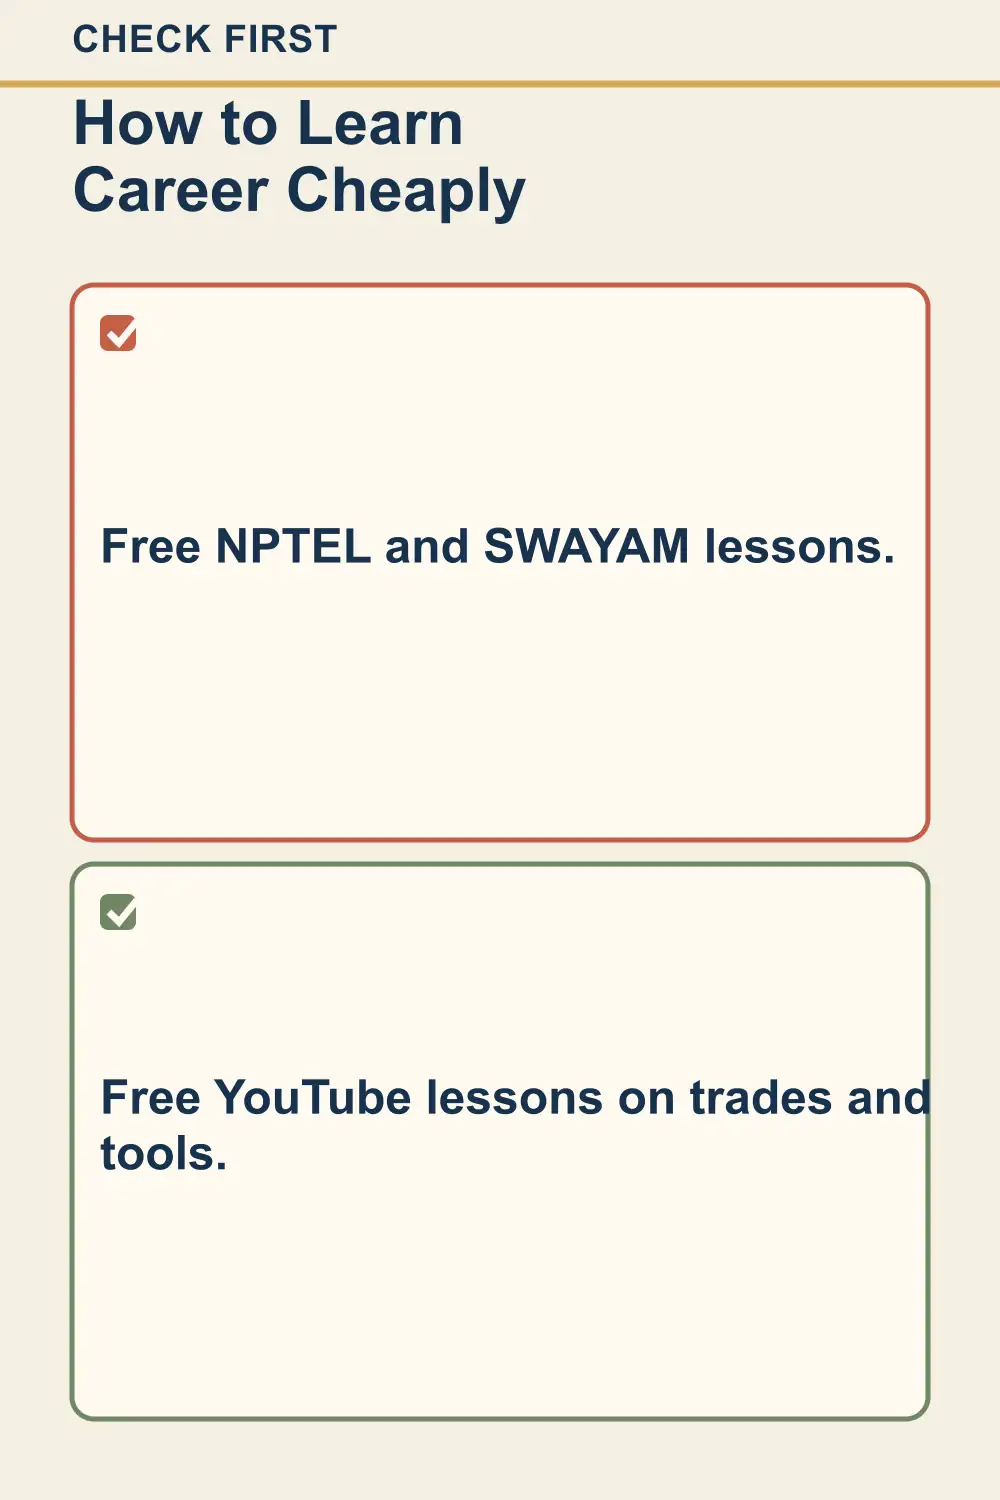 CHECK FIRST
How to Learn
Career Cheaply
Free NPTEL and SWAYAM lessons.
Free YouTube lessons on trades and
tools.